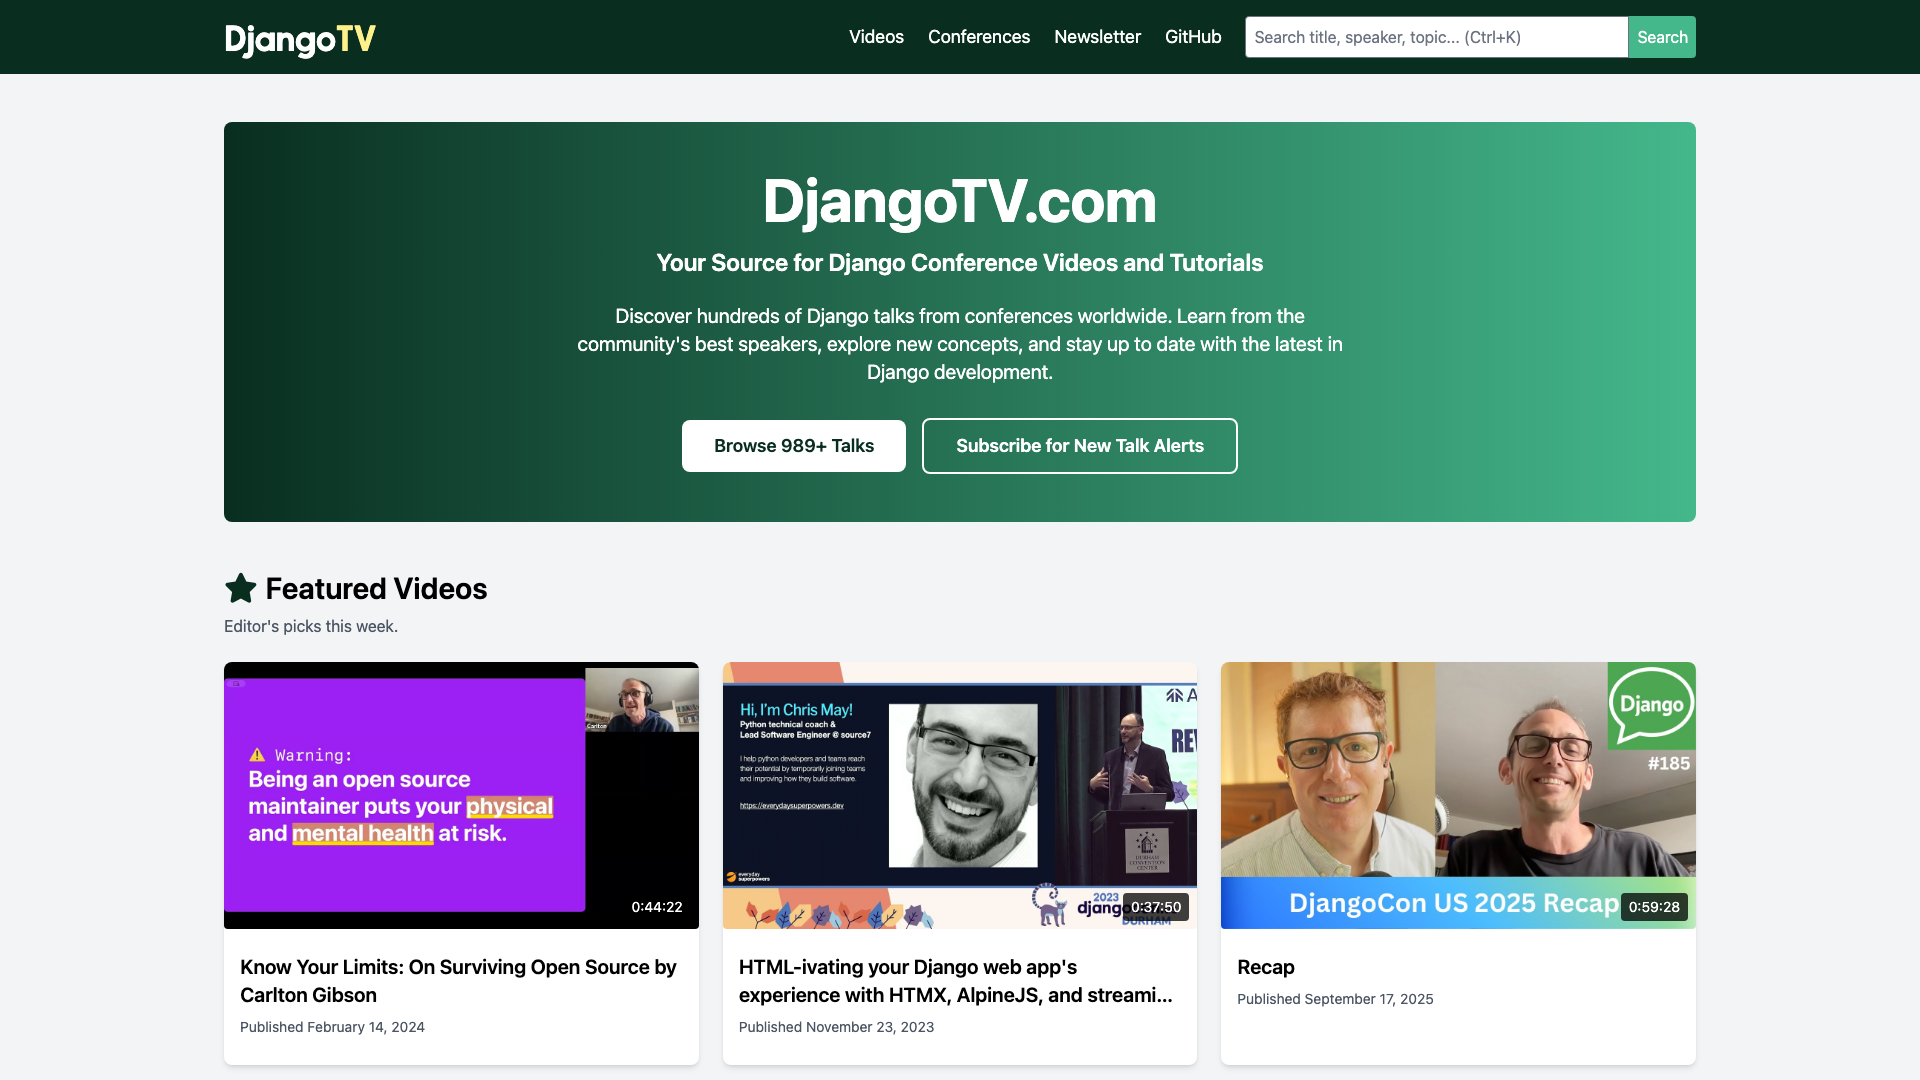 DjangoTV
Videos
Conferences
Newsletter
GitHub
Search title, speaker, topic... (Ctrl+K)
Search
DjangoTV.com
Your Source for Django Conference Videos and Tutorials
Discover hundreds of Django talks from conferences worldwide. Learn from the
community's best speakers, explore new concepts, and stay up to date with the latest in
Django development.
Browse 989+ Talks
Subscribe for New Talk Alerts
Featured Videos
Editor's picks this week.
Carlton
Warning:
Being an open source
maintainer puts your physical
and mental health at risk.
0:44:22
Know Your Limits: On Surviving Open Source by
Carlton Gibson
Published February 14, 2024
Hi, I'm Chris May!
Python technical coach &
Lead Software Engineer @ source7
I help python developers and teams reach
their potential by temporarily joining teams
and improving how they build software.
https://everydaysuperpowers.dev
everyday
superpowers
A
REV
DURHAM
CONVENTION
CENTER
2023
django
DURHAM
0:37:50
HTML-ivating your Django web app's
experience with HTMX, AlpineJS, and streami...
Published November 23, 2023
Django
#185
DjangoCon US 2025 Recap
0:59:28
Recap
Published September 17, 2025